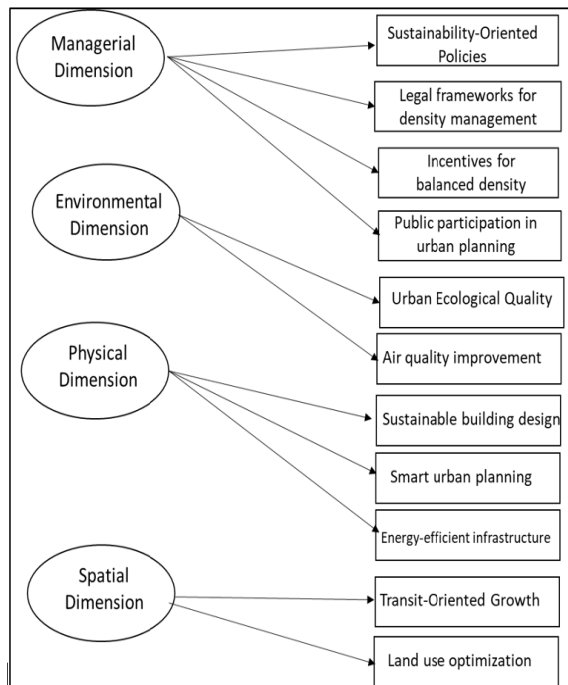 Managerial
Dimension
Sustainability-Oriented
Policies
Legal frameworks for
density management
Incentives for
balanced density
Public participation in
urban planning
Environmental
Dimension
Urban Ecological Quality
Air quality improvement
Physical
Dimension
Sustainable building design
Smart urban planning
Energy-efficient infrastructure
Spatial
Dimension
Transit-Oriented Growth
Land use optimization